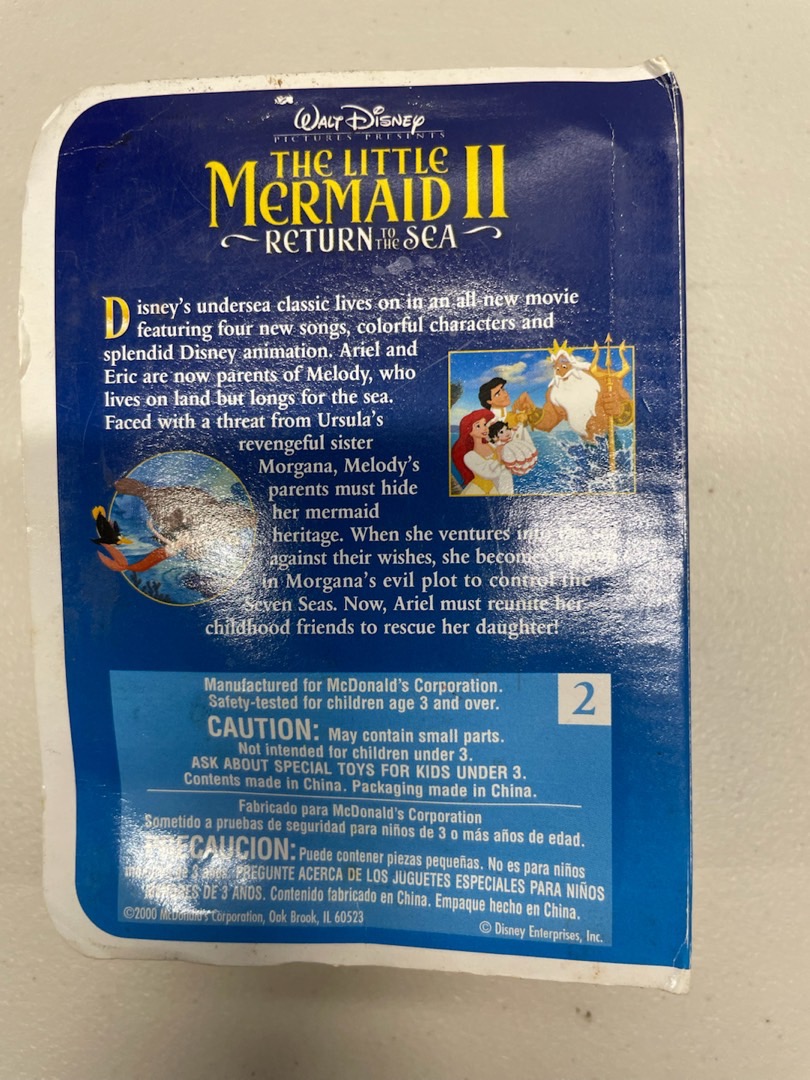 WALT DISNEY
PICTURES PRESENTS
THE LITTLE
MERMAID II
RETURN TO THE SEA
Disney's undersea classic lives on in an all-new movie
featuring four new songs, colorful characters and
splendid Disney animation. Ariel and
Eric are now parents of Melody, who
lives on land but longs for the sea.
Faced with a threat from Ursula's
revengeful sister
Morgana, Melody's
parents must hide
her mermaid
heritage. When she ventures into
against their wishes, she becomes
in Morgana's evil plot to control the
Seven Seas. Now, Ariel must reunite her
childhood friends to rescue her daughter!
Manufactured for McDonald's Corporation.
Safety-tested for children age 3 and over.
2
CAUTION: May contain small parts.
Not intended for children under 3.
ASK ABOUT SPECIAL TOYS FOR KIDS UNDER 3.
Contents made in China. Packaging made in China.
Fabricado para McDonald's Corporation
Sometido a pruebas de seguridad para niños de 3 o más años de edad.
PRECAUCION: Puede contener piezas pequeñas. No es para niños
de 3 años. PREGUNTE ACERCA DE LOS JUGUETES ESPECIALES PARA NIÑOS
MENORES DE 3 AÑOS. Contenido fabricado en China. Empaque hecho en China.
©2000 McDonald's Corporation, Oak Brook, IL 60523
© Disney Enterprises, Inc.